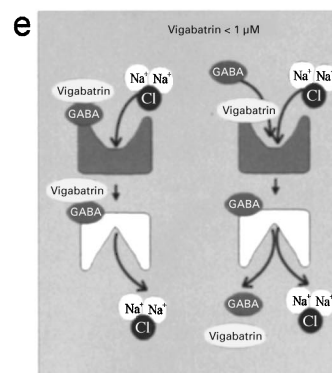 e
Vigabatrin < 1 μM
Na+ Na+
Cl
Vigabatrin
GABA
GABA
Vigabatrin
Na+ Na+
Cl
Vigabatrin
GABA
GABA
Na+ Na+
Cl
GABA
Vigabatrin
Na+ Na+
Cl